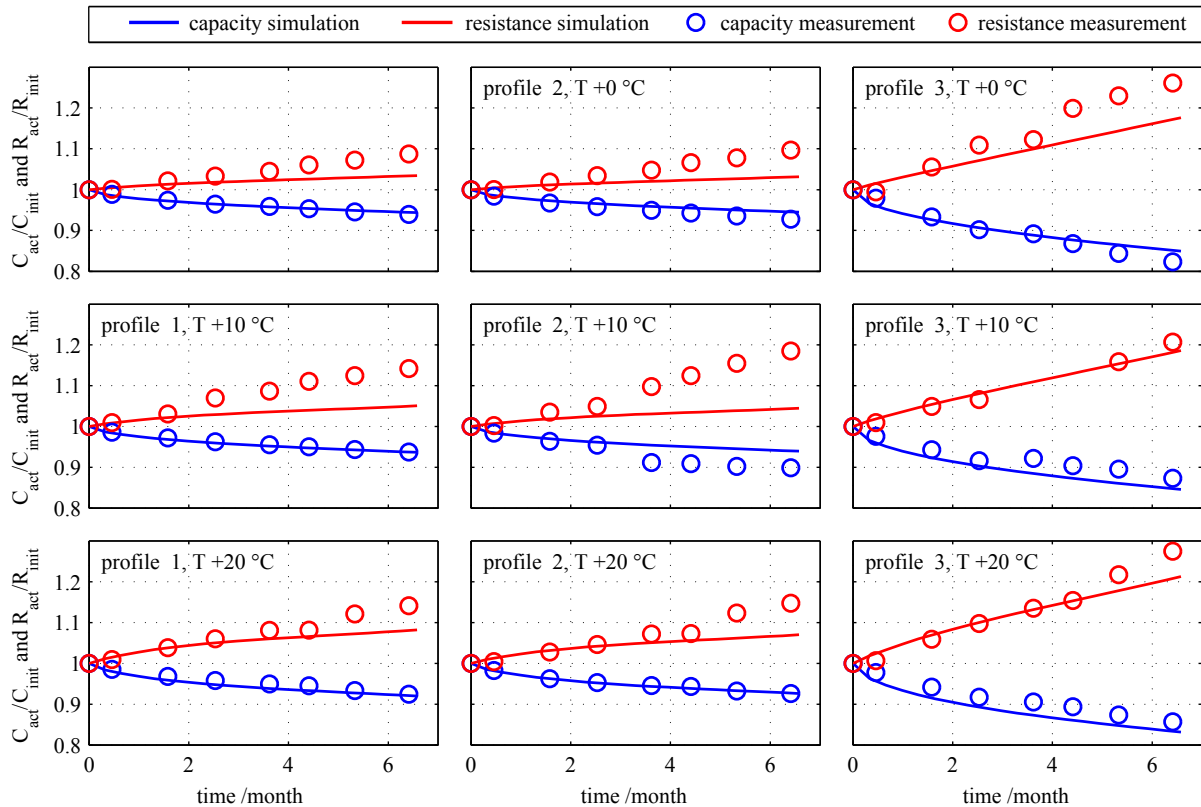 capacity simulation resistance simulation capacity measurement resistance measurement
C_act/C_init and R_act/R_init
1.2
1.1
1
0.9
0.8
profile 2, T +0 °C
profile 3, T +0 °C
C_act/C_init and R_act/R_init
1.2
1.1
1
0.9
0.8
profile 1, T +10 °C
profile 2, T +10 °C
profile 3, T +10 °C
C_act/C_init and R_act/R_init
1.2
1.1
1
0.9
0.8
profile 1, T +20 °C
profile 2, T +20 °C
profile 3, T +20 °C
0 2 4 6
0 2 4 6
0 2 4 6
time /month
time /month
time /month